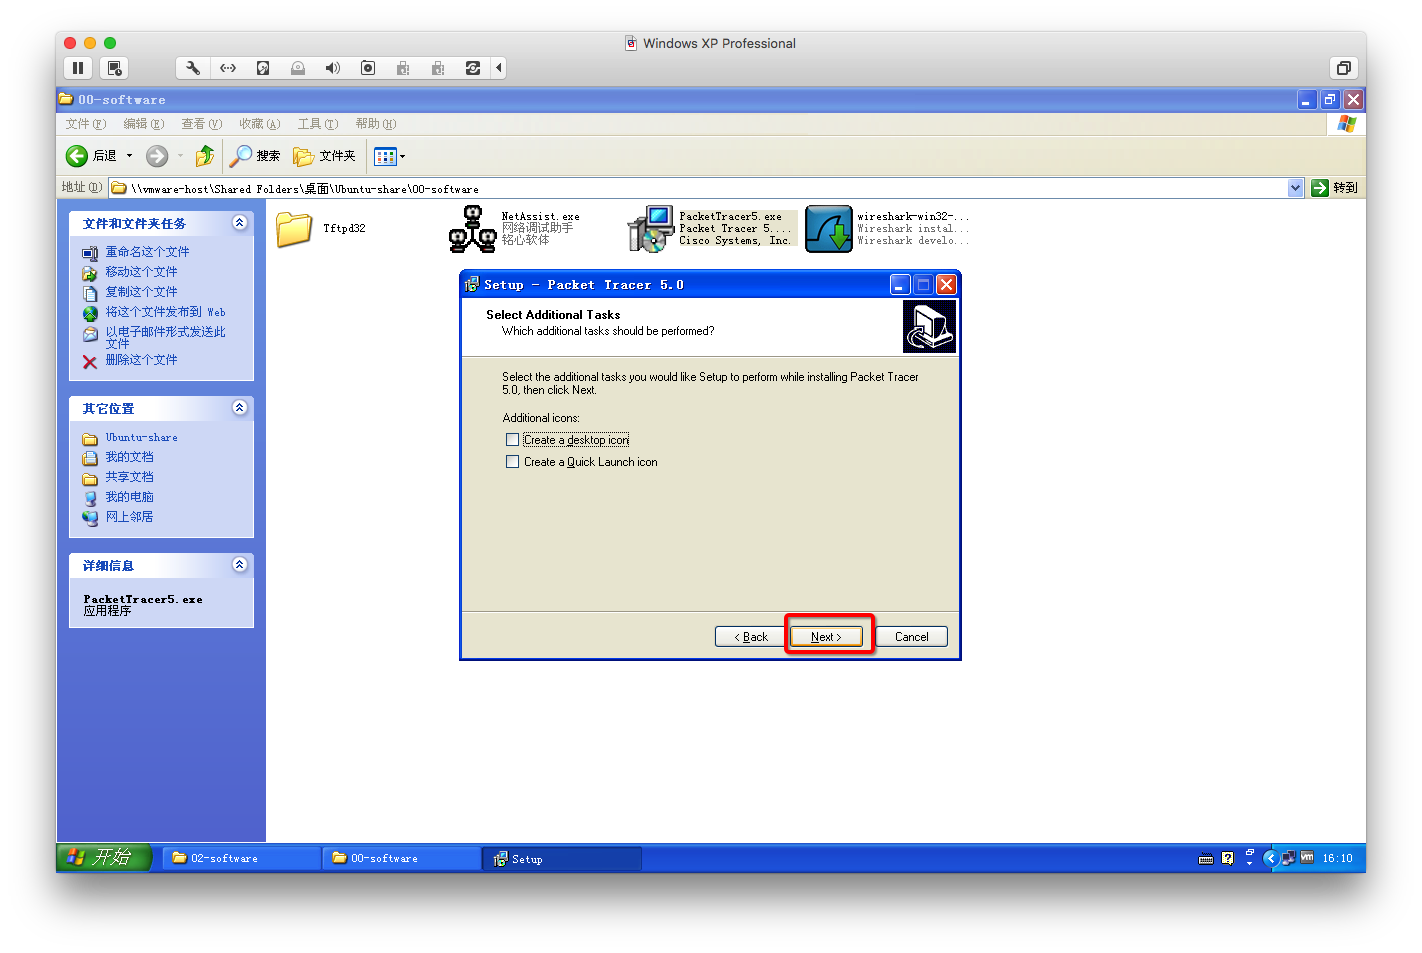 Windows XP Professional
00-software
文件(F) 编辑(E) 查看(V) 收藏(A) 工具(T) 帮助(H)
后退 搜索 文件夹
地址(D) \\vmware-host\Shared Folders\桌面\Ubuntu-share\00-software 转到
文件和文件夹任务
重命名这个文件
移动这个文件
复制这个文件
将这个文件发布到 Web
以电子邮件形式发送此
文件
删除这个文件
其它位置
Ubuntu-share
我的文档
共享文档
我的电脑
网上邻居
详细信息
PacketTracer5.exe
应用程序
Tftpd32
NetAssist.exe
网络调试助手
铭心软体
PacketTracer5.exe
Packet Tracer 5....
Cisco Systems, Inc.
wireshark-win32-...
Wireshark instal...
Wireshark develo...
Setup - Packet Tracer 5.0
Select Additional Tasks
Which additional tasks should be performed?
Select the additional tasks you would like Setup to perform while installing Packet Tracer
5.0, then click Next.
Additional icons:
Create a desktop icon
Create a Quick Launch icon
< Back Next > Cancel
开始 02-software 00-software Setup 16:10